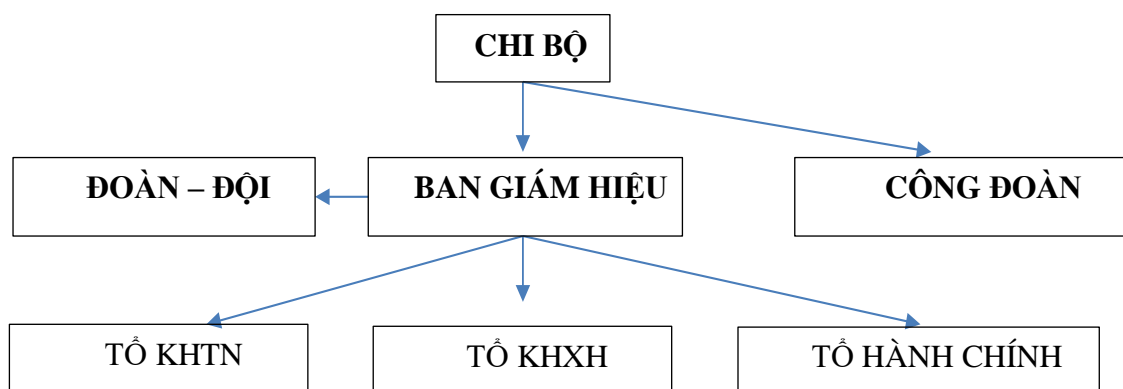 CHI BỘ
ĐOÀN – ĐỘI
BAN GIÁM HIỆU
CÔNG ĐOÀN
TỔ KHTN
TỔ KHXH
TỔ HÀNH CHÍNH